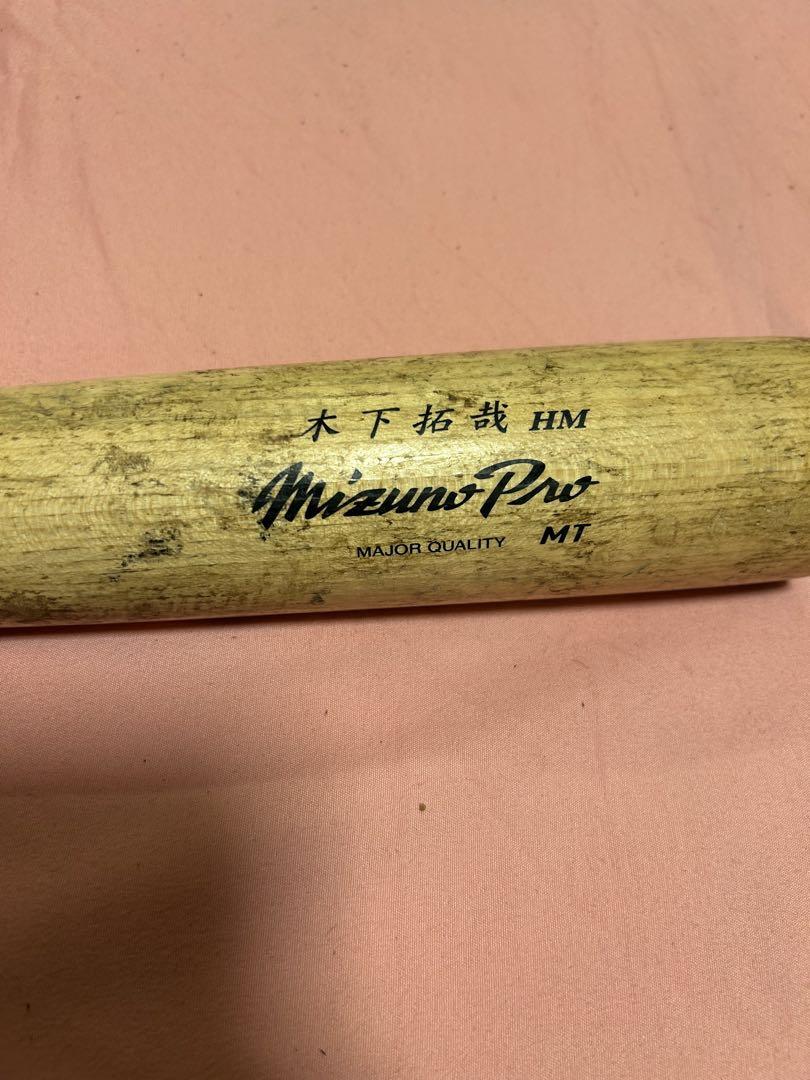 木下拓哉 HM
Mizuno Pro
MAJOR QUALITY MT